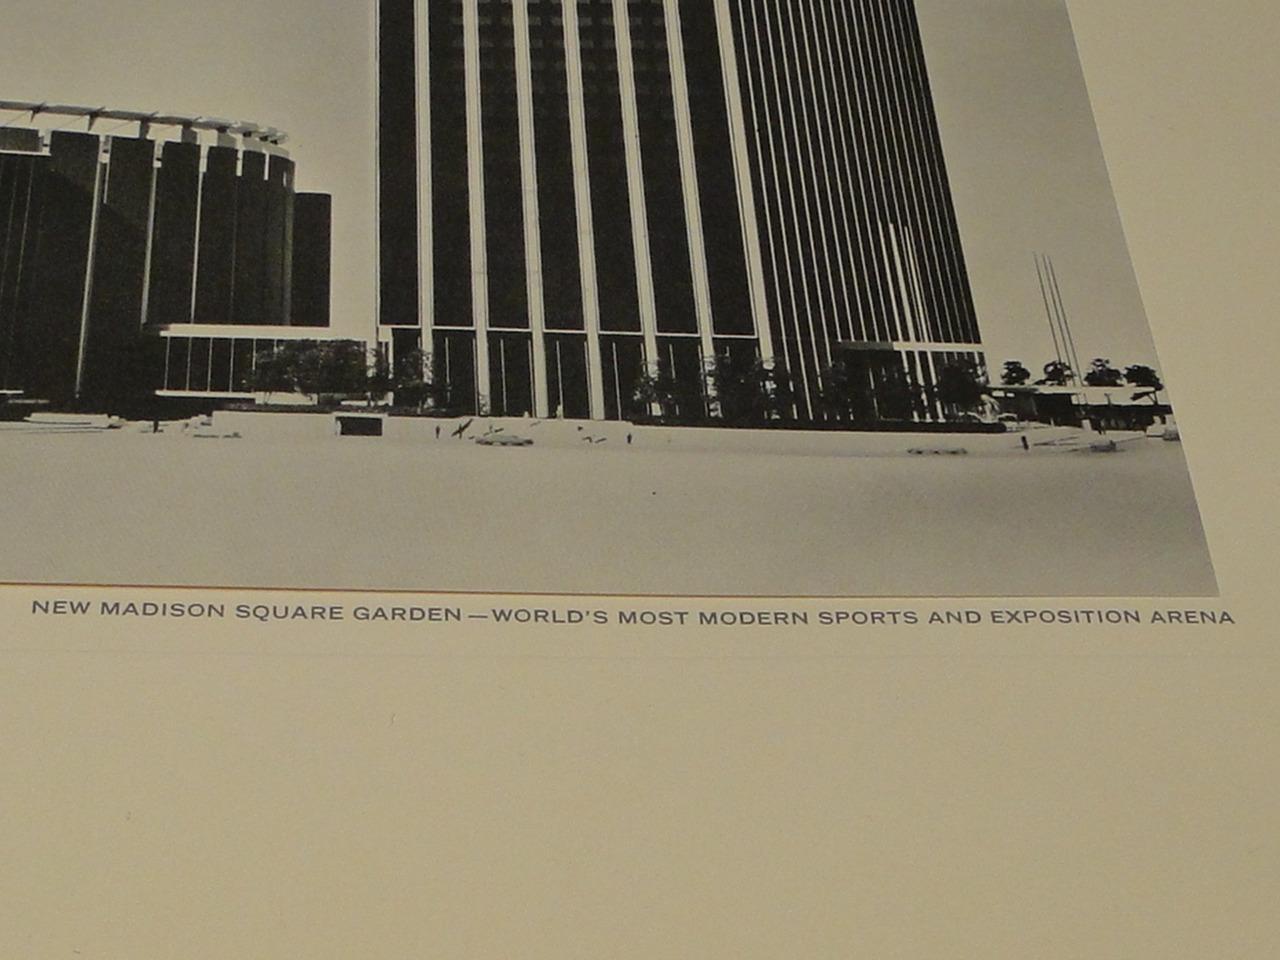 NEW MADISON SQUARE GARDEN—WORLD'S MOST MODERN SPORTS AND EXPOSITION ARENA